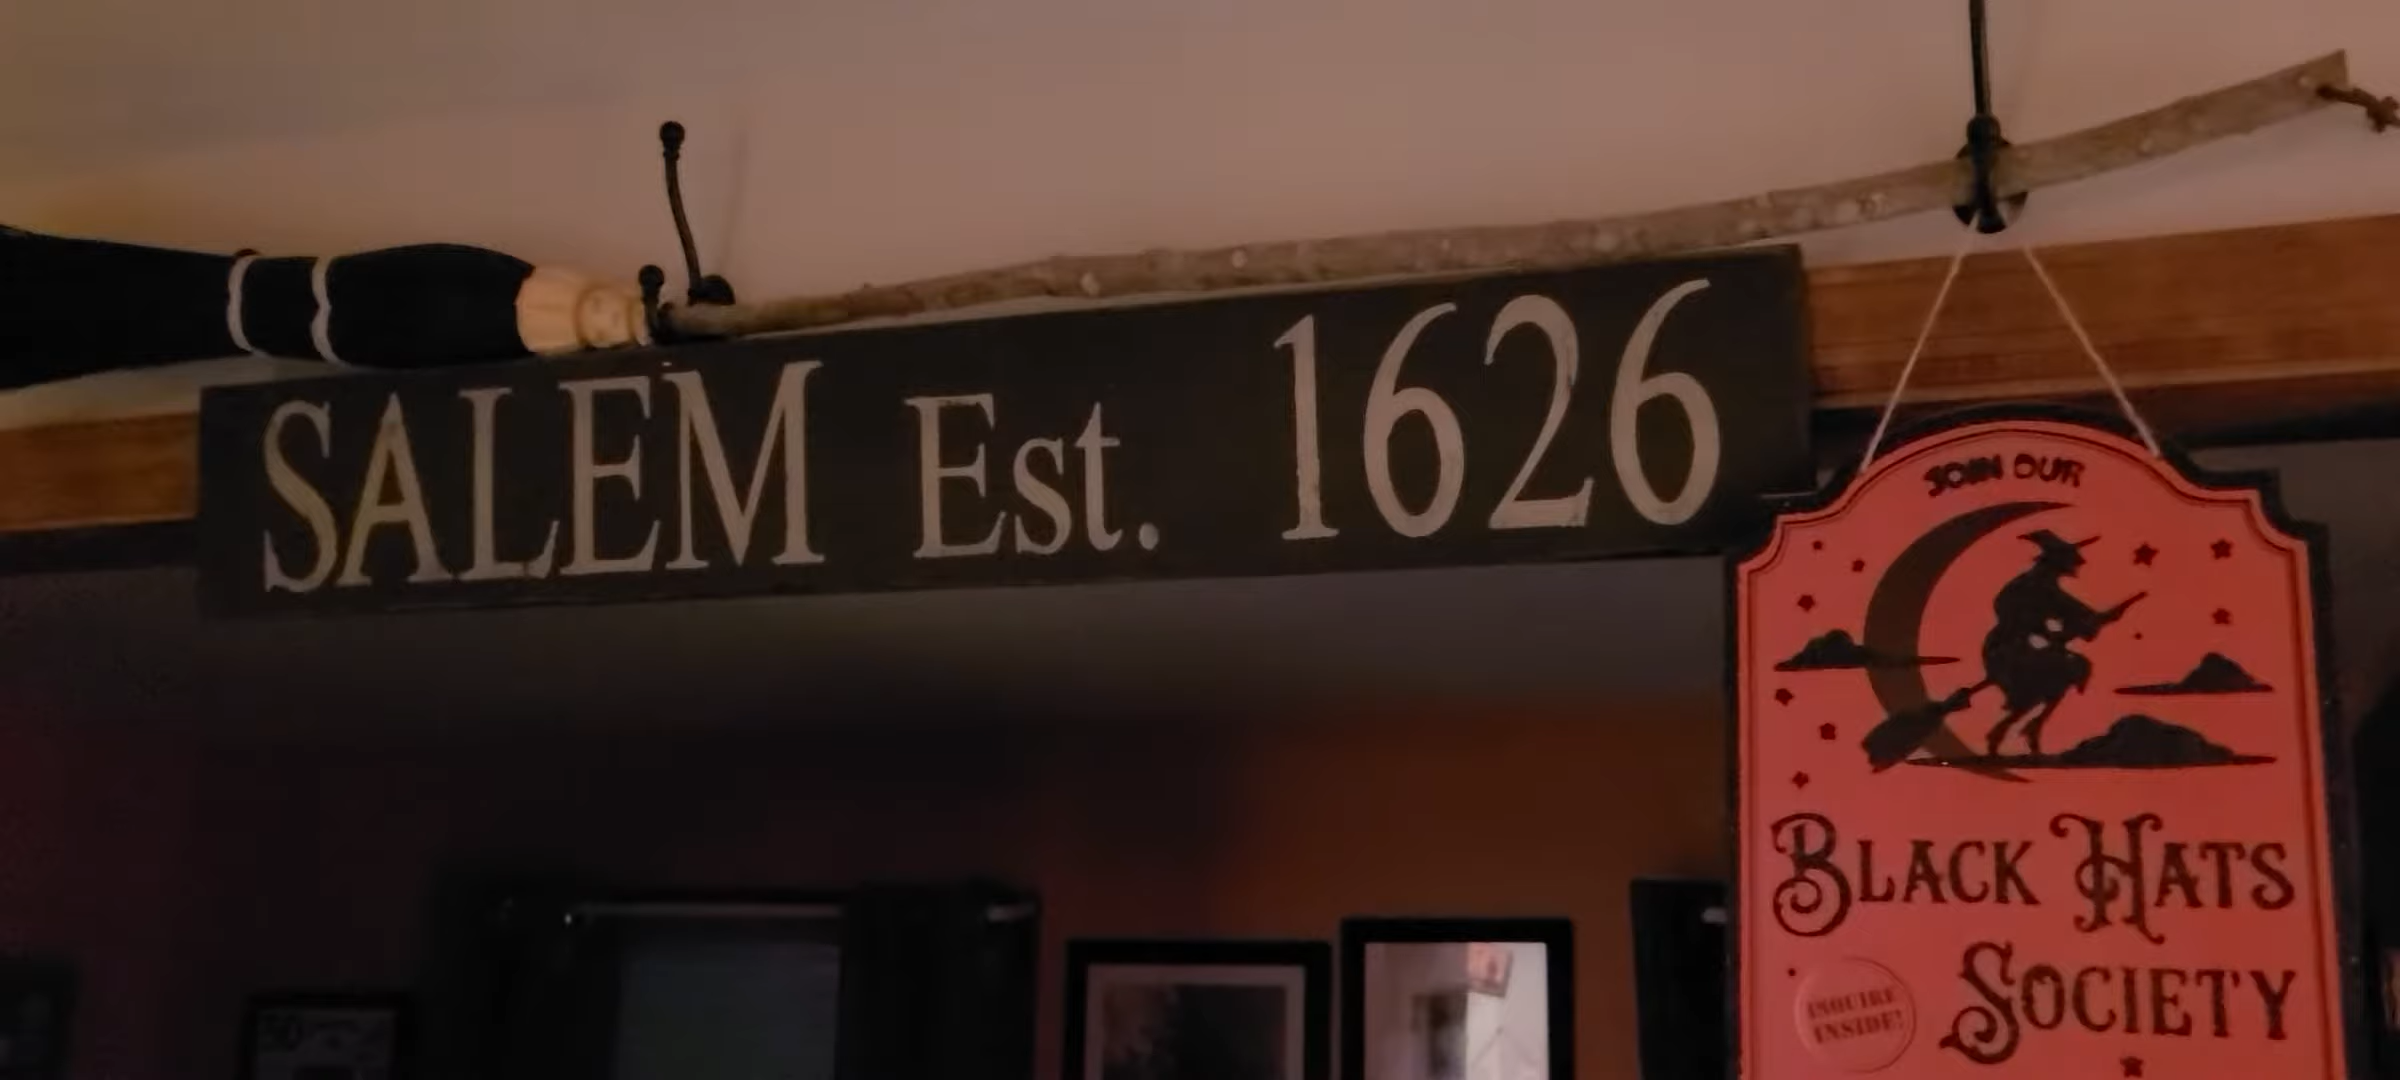 SALEM Est. 1626
JOIN OUR
BLACK HATS
SOCIETY
INQUIRE
INSIDE!